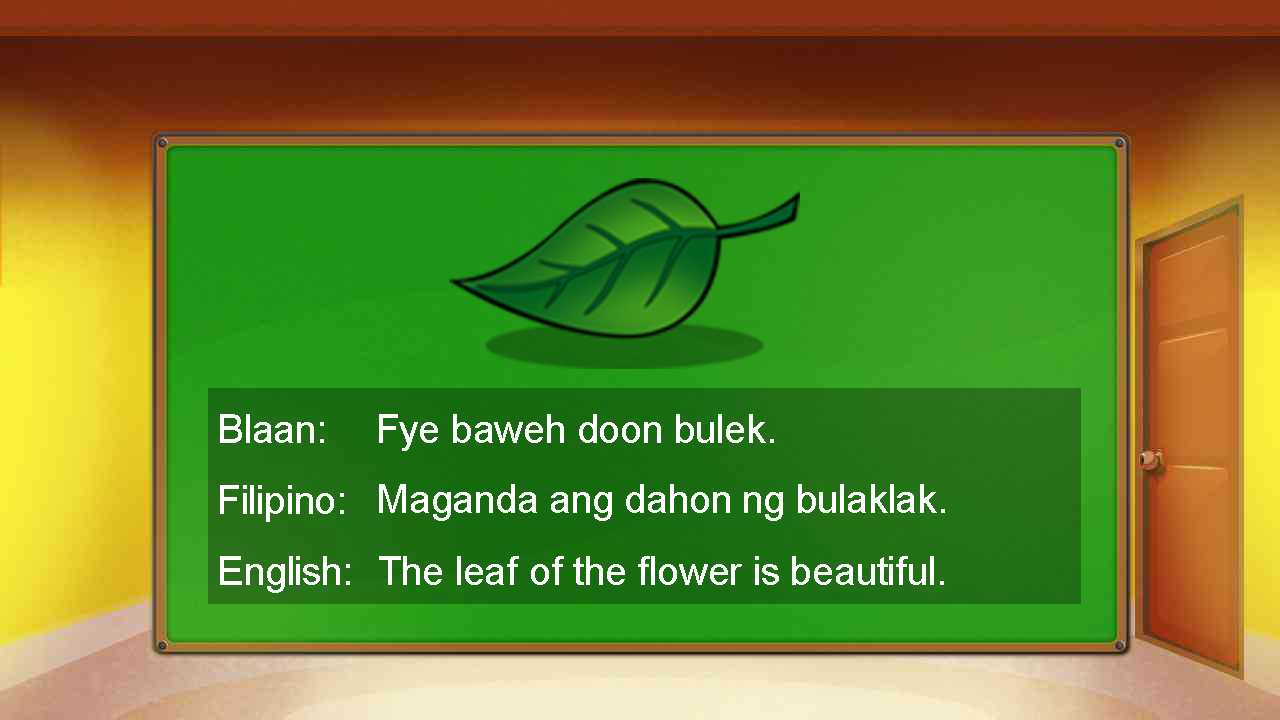 Blaan: Fye baweh doon bulek.
Filipino: Maganda ang dahon ng bulaklak.
English: The leaf of the flower is beautiful.